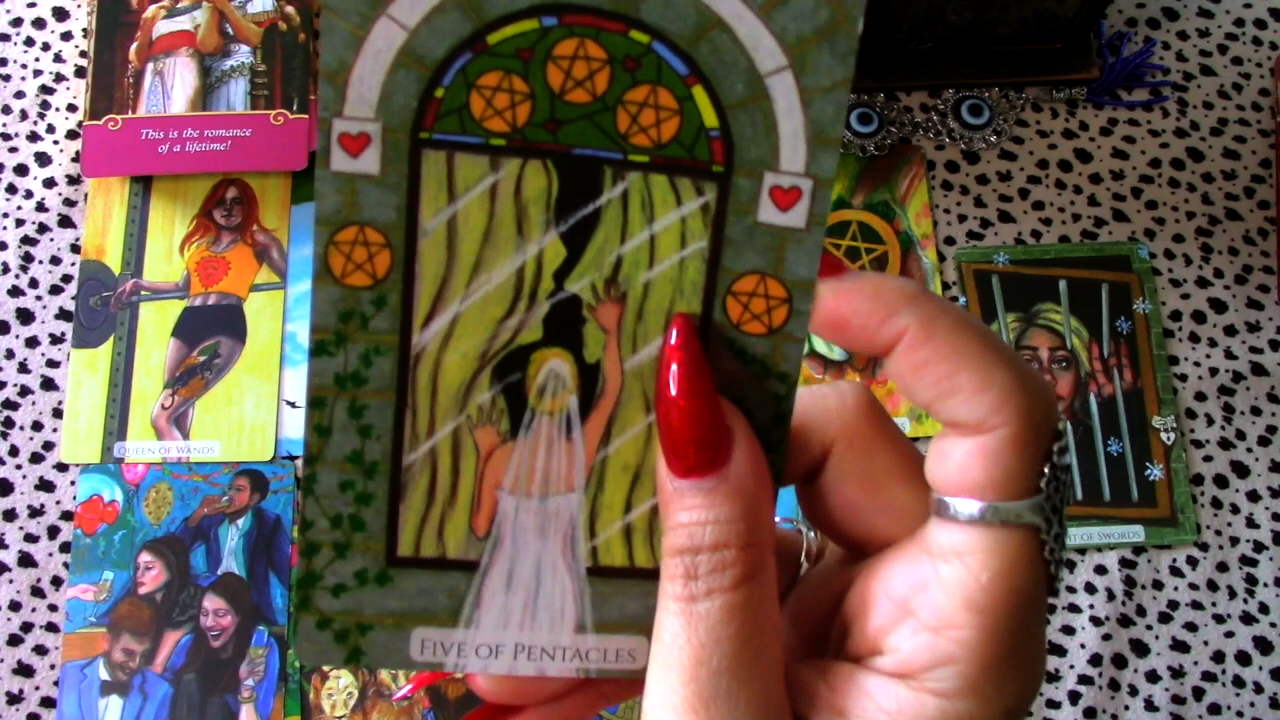 This is the romance
of a lifetime!
QUEEN OF WANDS
FIVE OF PENTACLES
OF SWORDS